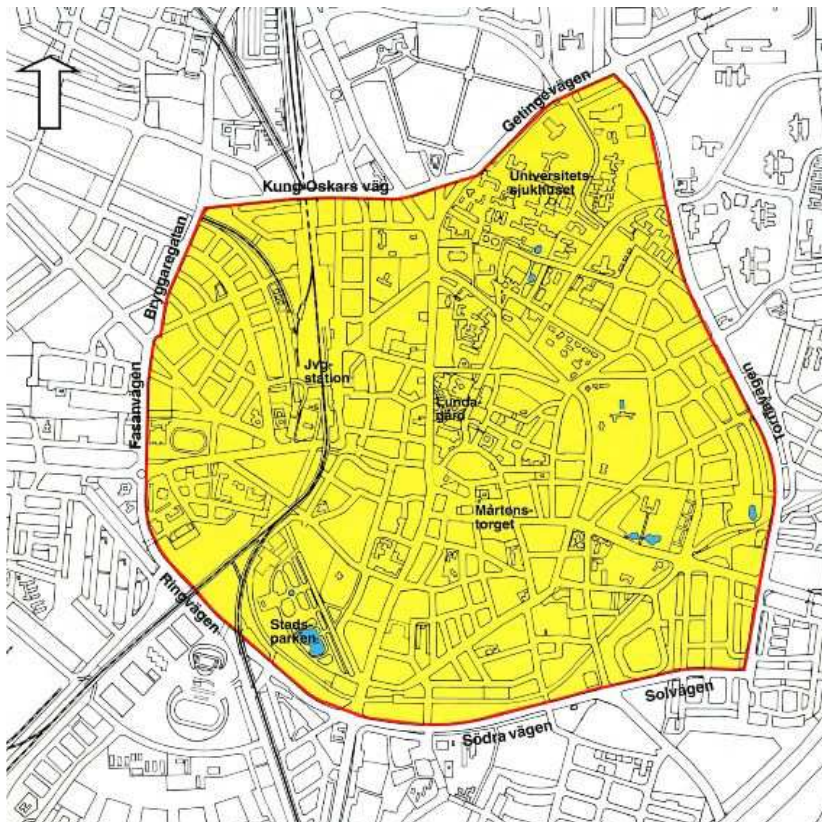 Getingevägen
Universitets-
sjukhuset
Kung Oskars väg
Bryggaregatan
Jvg-
station
Fasanvägen
Lunda-
gård
Tornavägen
Mårtens-
torget
Ringvägen
Stads-
parken
Solvägen
Södra vägen